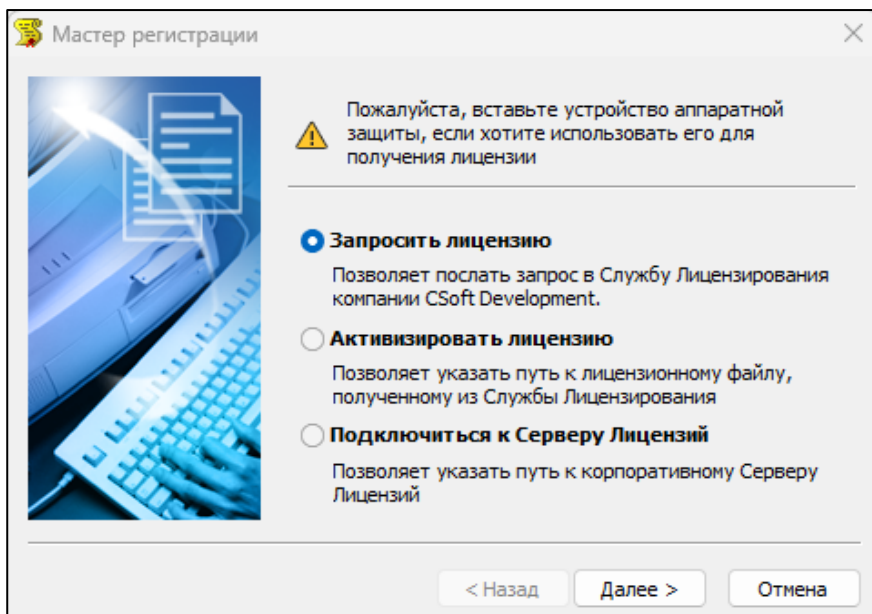 Мастер регистрации
Пожалуйста, вставьте устройство аппаратной
защиты, если хотите использовать его для
получения лицензии
Запросить лицензию
Позволяет послать запрос в Службу Лицензирования
компании CSoft Development.
Активизировать лицензию
Позволяет указать путь к лицензионному файлу,
полученному из Службы Лицензирования
Подключиться к Серверу Лицензий
Позволяет указать путь к корпоративному Серверу
Лицензий
< Назад
Далее >
Отмена